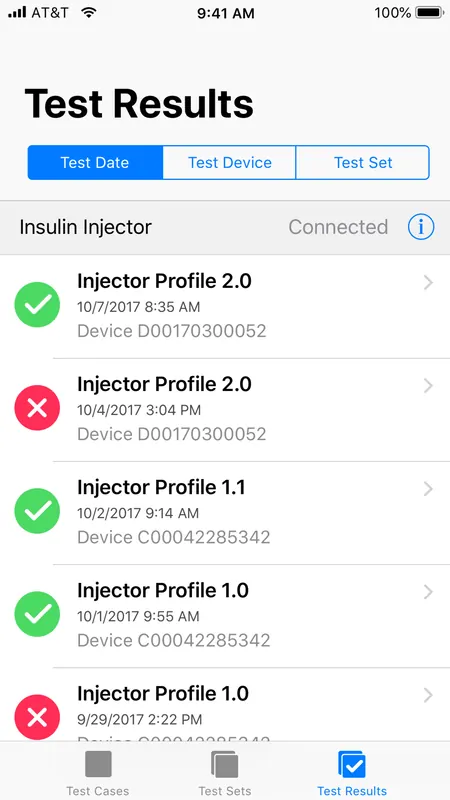 AT&T 9:41 AM 100%
Test Results
Test Date Test Device Test Set
Insulin Injector Connected i
Injector Profile 2.0
10/7/2017 8:35 AM
Device D00170300052
Injector Profile 2.0
10/4/2017 3:04 PM
Device D00170300052
Injector Profile 1.1
10/2/2017 9:14 AM
Device C00042285342
Injector Profile 1.0
10/1/2017 9:55 AM
Device C00042285342
Injector Profile 1.0
9/29/2017 2:22 PM
Device C00042285342
Test Cases Test Sets Test Results